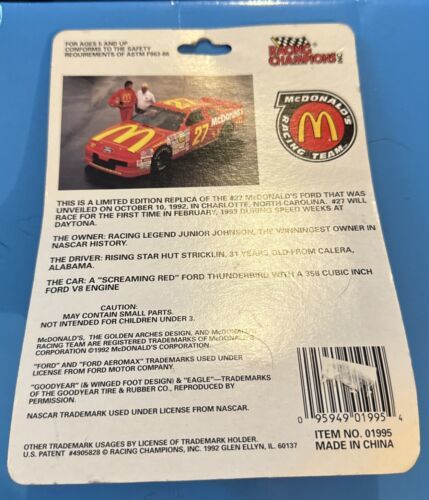 FOR AGES 5 AND UP
CONFORMS TO THE SAFETY
REQUIREMENTS OF ASTM F963-86
RACING
CHAMPIONS INC.
McDonald's
27
McDONALD'S
RACING TEAM
THIS IS A LIMITED EDITION REPLICA OF THE #27 McDONALD'S FORD THAT WAS
UNVEILED ON OCTOBER 10, 1992, IN CHARLOTTE, NORTH CAROLINA. #27 WILL
RACE FOR THE FIRST TIME IN FEBRUARY, 1993 DURING SPEED WEEKS AT
DAYTONA.
THE OWNER: RACING LEGEND JUNIOR JOHNSON, THE WINNINGEST OWNER IN
NASCAR HISTORY.
THE DRIVER: RISING STAR HUT STRICKLIN, 31 YEARS OLD FROM CALERA,
ALABAMA.
THE CAR: A "SCREAMING RED" FORD THUNDERBIRD WITH A 358 CUBIC INCH
FORD V8 ENGINE
CAUTION:
MAY CONTAIN SMALL PARTS.
NOT INTENDED FOR CHILDREN UNDER 3.
McDONALD'S, THE GOLDEN ARCHES DESIGN, AND McDONALD'S
RACING TEAM ARE REGISTERED TRADEMARKS OF McDONALD'S
CORPORATION ©1992 McDONALD'S CORPORATION.
"FORD" AND "FORD AEROMAX" TRADEMARKS USED UNDER
LICENSE FROM FORD MOTOR COMPANY.
"GOODYEAR" (& WINGED FOOT DESIGN) & "EAGLE"—TRADEMARKS
OF THE GOODYEAR TIRE & RUBBER CO., REPRODUCED BY
PERMISSION.
NASCAR TRADEMARK USED UNDER LICENSE FROM NASCAR.
OTHER TRADEMARK USAGES BY LICENSE OF TRADEMARK HOLDER.
U.S. PATENT #4905828 © RACING CHAMPIONS, INC. 1992 GLEN ELLYN, IL 60137
0 95949 01995 4
ITEM NO. 01995
MADE IN CHINA